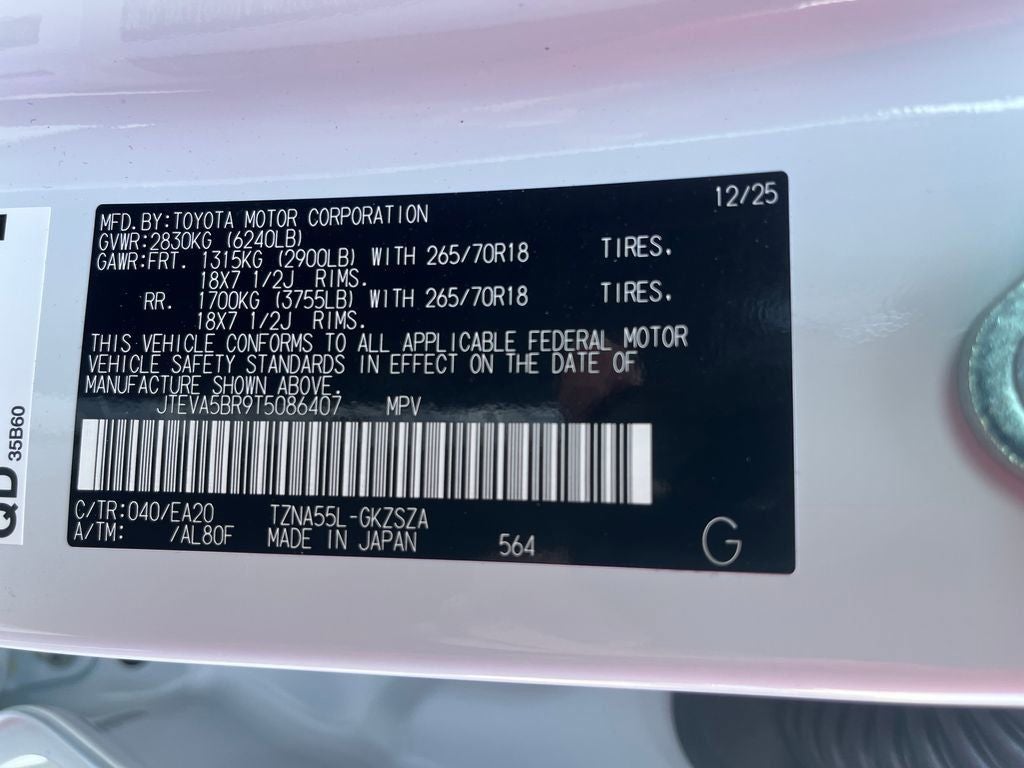 12/25
MFD. BY: TOYOTA MOTOR CORPORATION
GVWR: 2830KG (6240LB)
GAWR: FRT. 1315KG (2900LB) WITH 265/70R18 TIRES.
18X7 1/2J RIMS.
RR. 1700KG (3755LB) WITH 265/70R18 TIRES.
18X7 1/2J RIMS.
THIS VEHICLE CONFORMS TO ALL APPLICABLE FEDERAL MOTOR
VEHICLE SAFETY STANDARDS IN EFFECT ON THE DATE OF
MANUFACTURE SHOWN ABOVE.
JTEVA5BR9T5086407 MPV
C/TR: 040/EA20 TZNA55L-GKZSZA
A/TM: /AL80F MADE IN JAPAN 564 G
QD
35B60